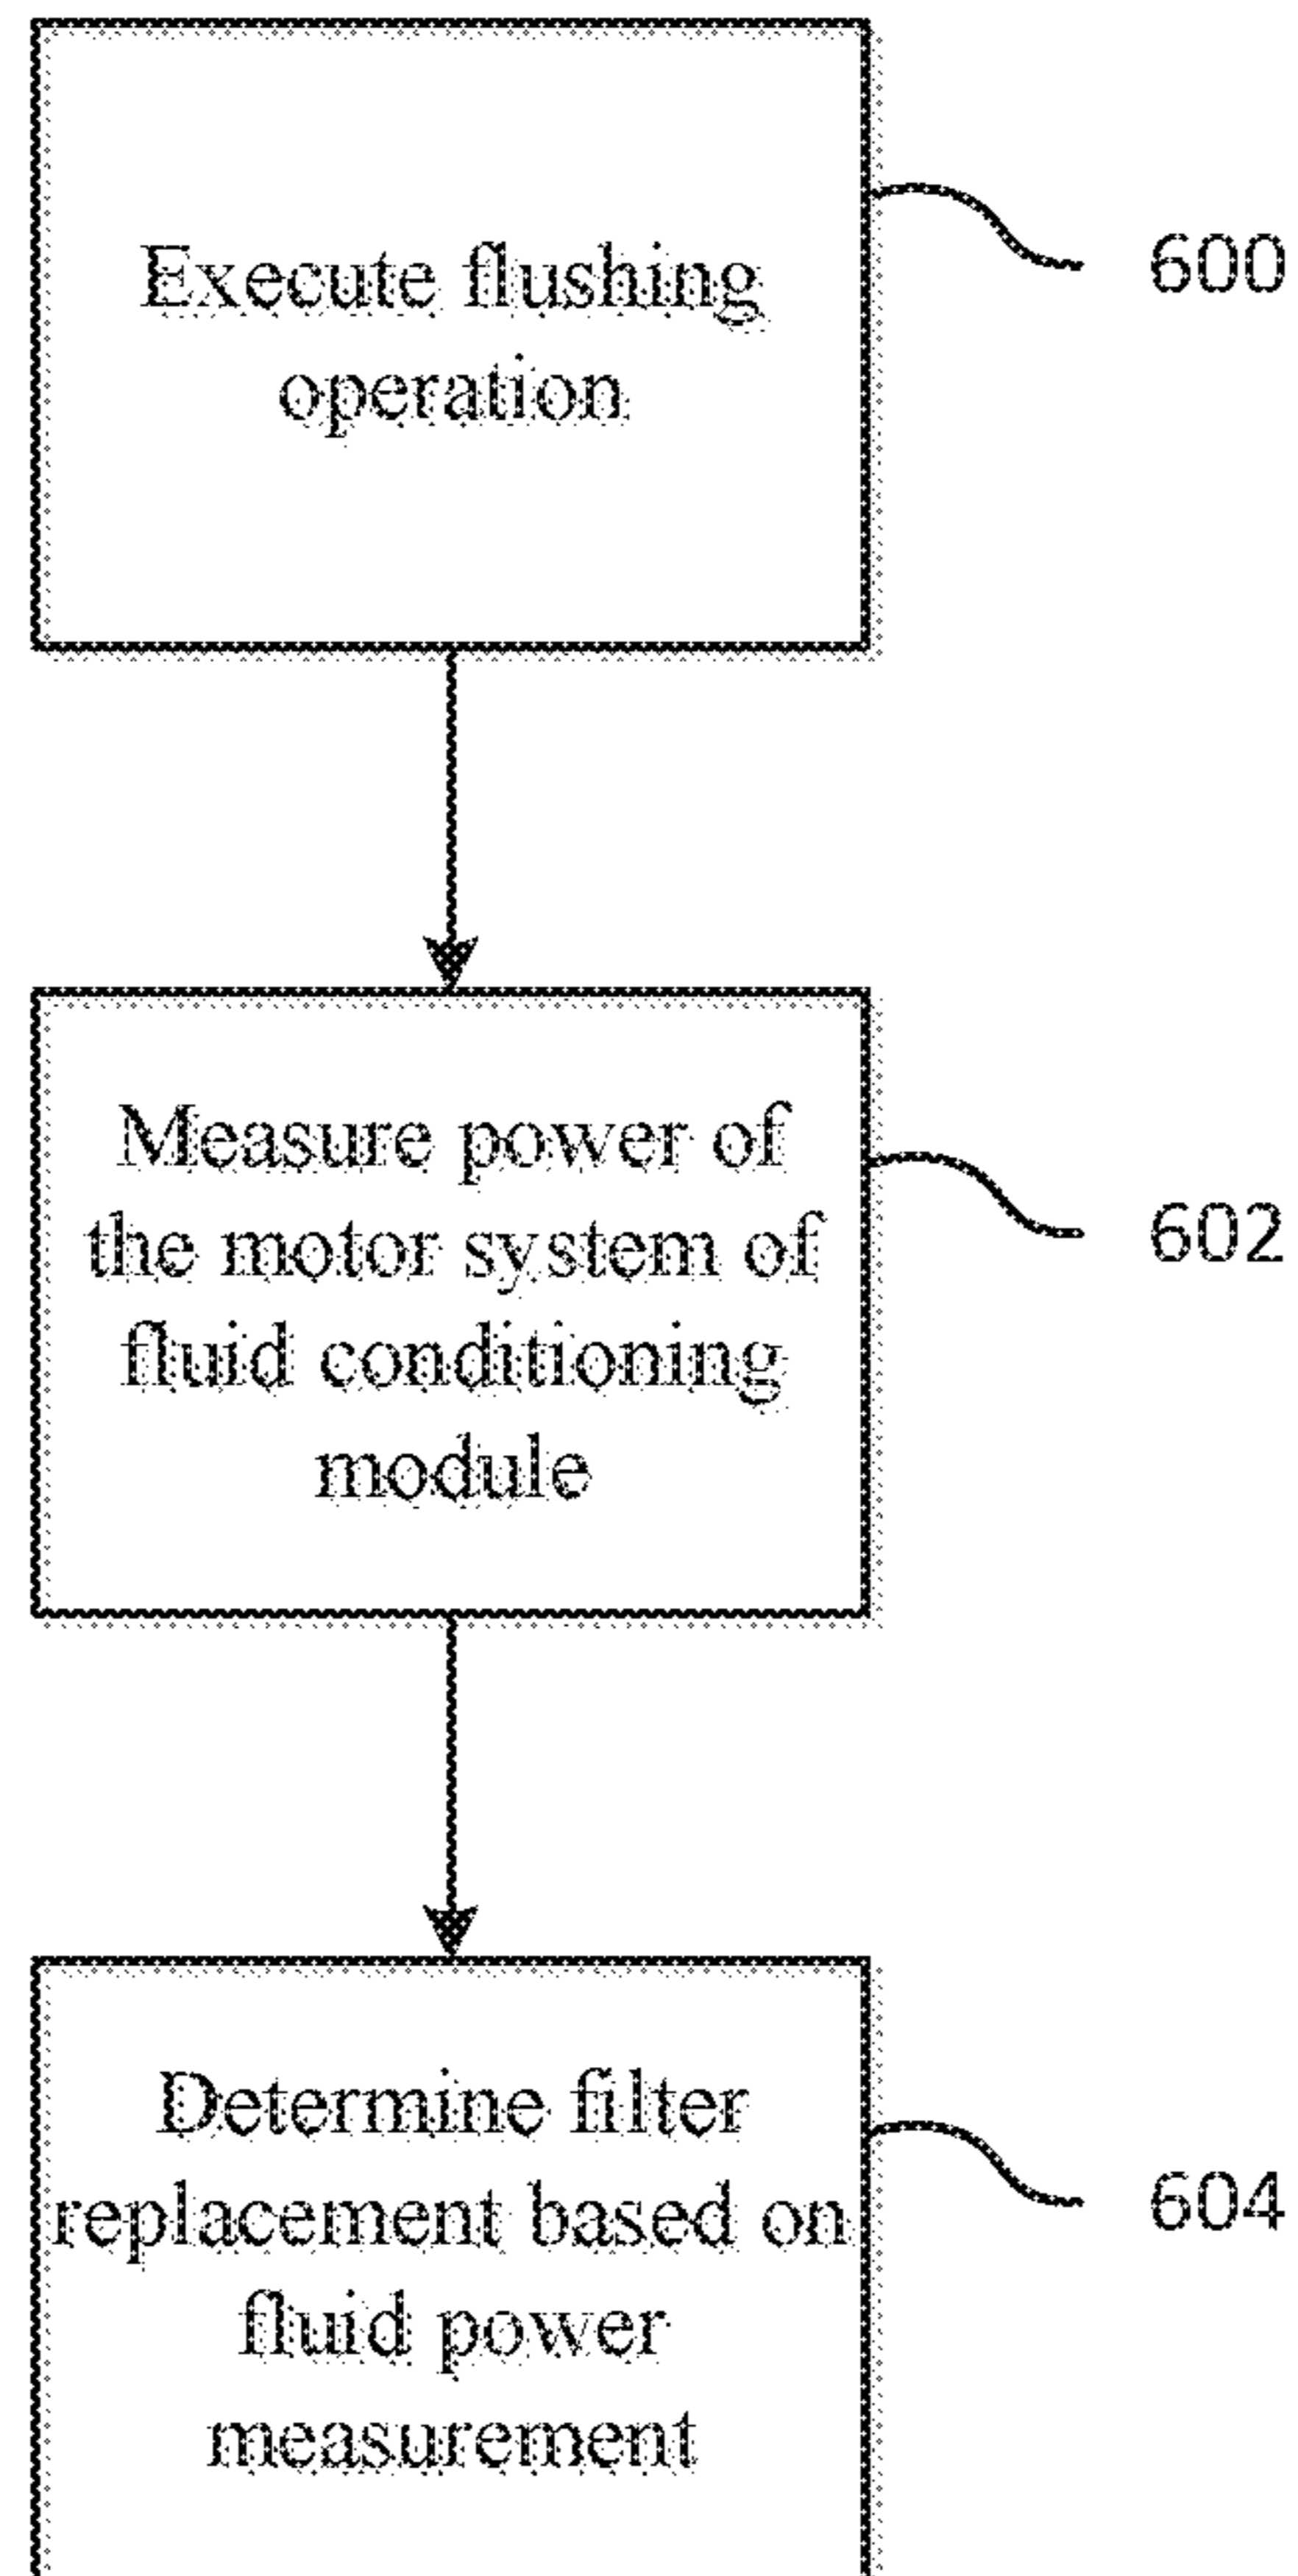 Execute flushing
operation
600
Measure power of
the motor system of
fluid conditioning
module
602
Determine filter
replacement based on
fluid power
measurement
604